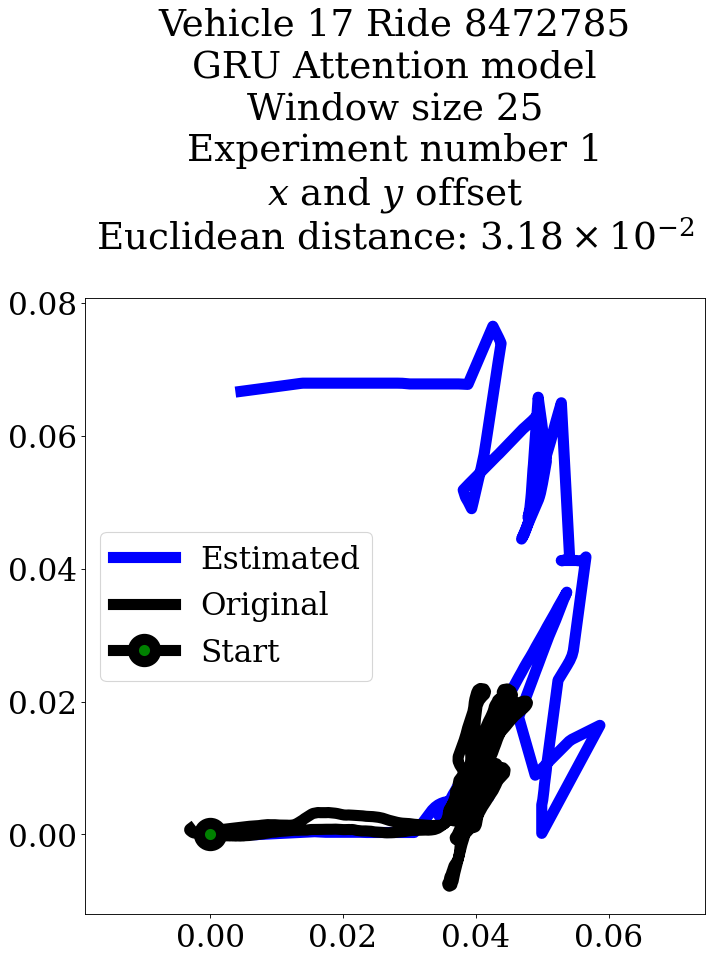 Vehicle 17 Ride 8472785
GRU Attention model
Window size 25
Experiment number 1
x and y offset
Euclidean distance: 3.18 × 10⁻²
0.08
0.06
0.04
0.02
0.00
Estimated
Original
Start
0.00 0.02 0.04 0.06